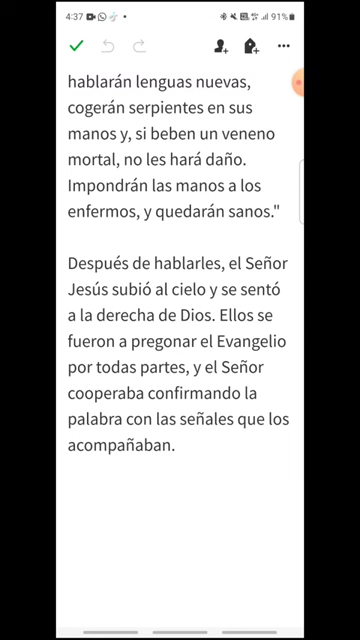 4:37
91%
hablarán lenguas nuevas,
cogerán serpientes en sus
manos y, si beben un veneno
mortal, no les hará daño.
Impondrán las manos a los
enfermos, y quedarán sanos."
Después de hablarles, el Señor
Jesús subió al cielo y se sentó
a la derecha de Dios. Ellos se
fueron a pregonar el Evangelio
por todas partes, y el Señor
cooperaba confirmando la
palabra con las señales que los
acompañaban.